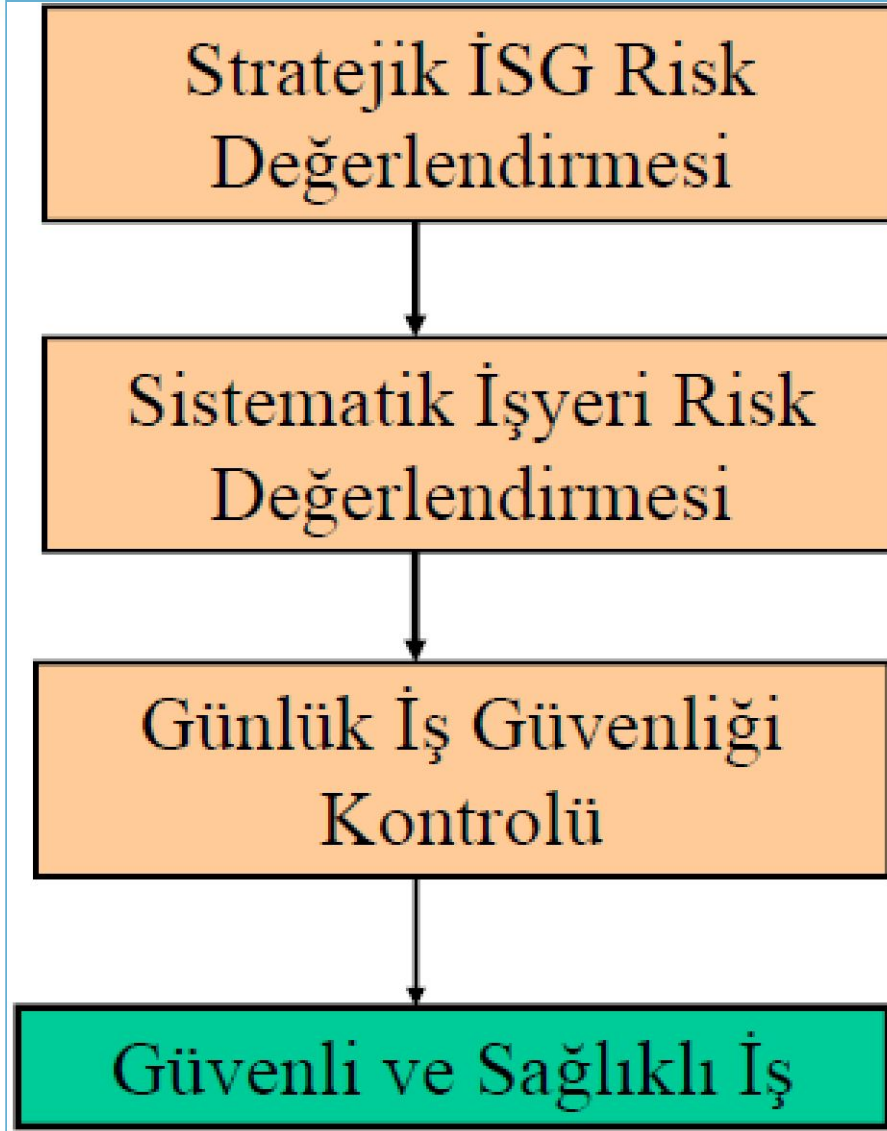 Stratejik İSG Risk
Değerlendirmesi
Sistematik İşyeri Risk
Değerlendirmesi
Günlük İş Güvenliği
Kontrolü
Güvenli ve Sağlıklı İş